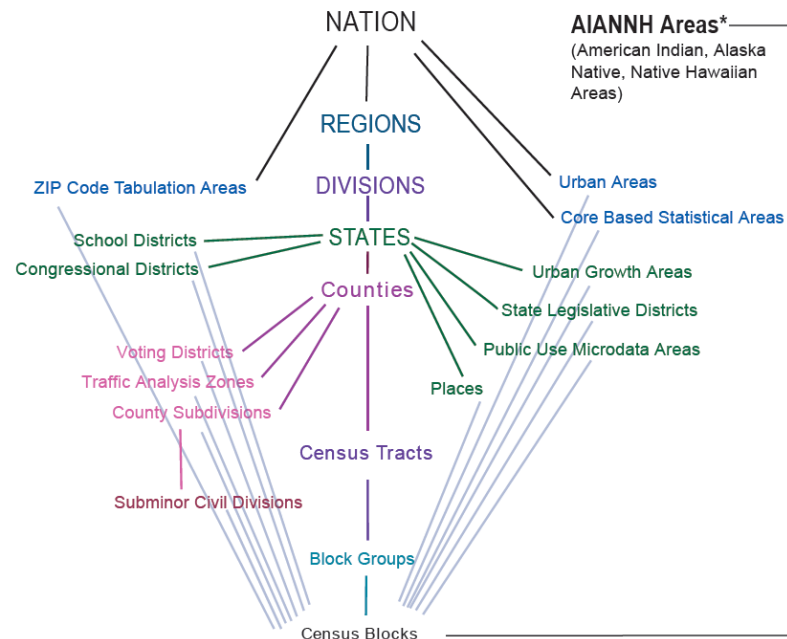 NATION
AIANNH Areas*
(American Indian, Alaska
Native, Native Hawaiian
Areas)
REGIONS
DIVISIONS
ZIP Code Tabulation Areas
Urban Areas
Core Based Statistical Areas
STATES
School Districts
Congressional Districts
Urban Growth Areas
Counties
State Legislative Districts
Public Use Microdata Areas
Voting Districts
Traffic Analysis Zones
Places
County Subdivisions
Census Tracts
Subminor Civil Divisions
Block Groups
Census Blocks